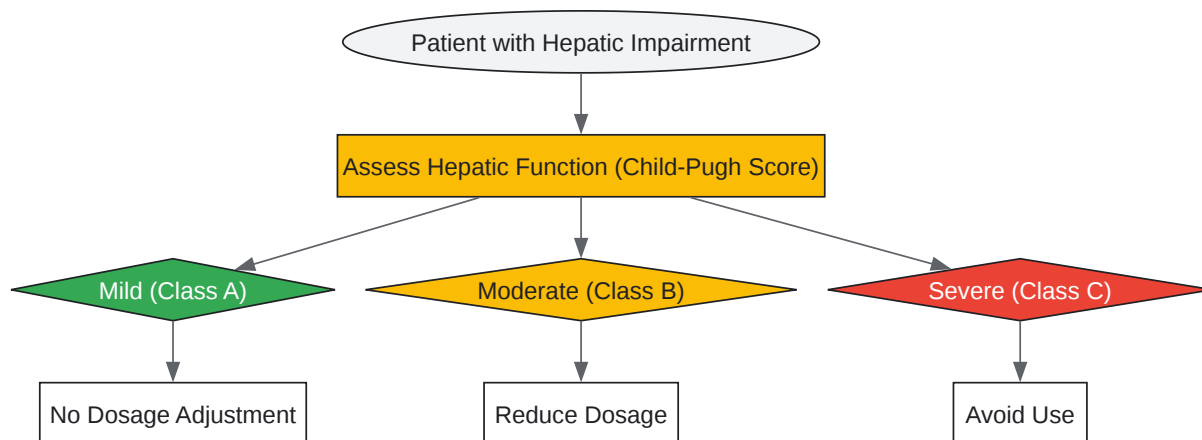 Patient with Hepatic Impairment
Assess Hepatic Function (Child-Pugh Score)
Mild (Class A)
Moderate (Class B)
Severe (Class C)
No Dosage Adjustment
Reduce Dosage
Avoid Use